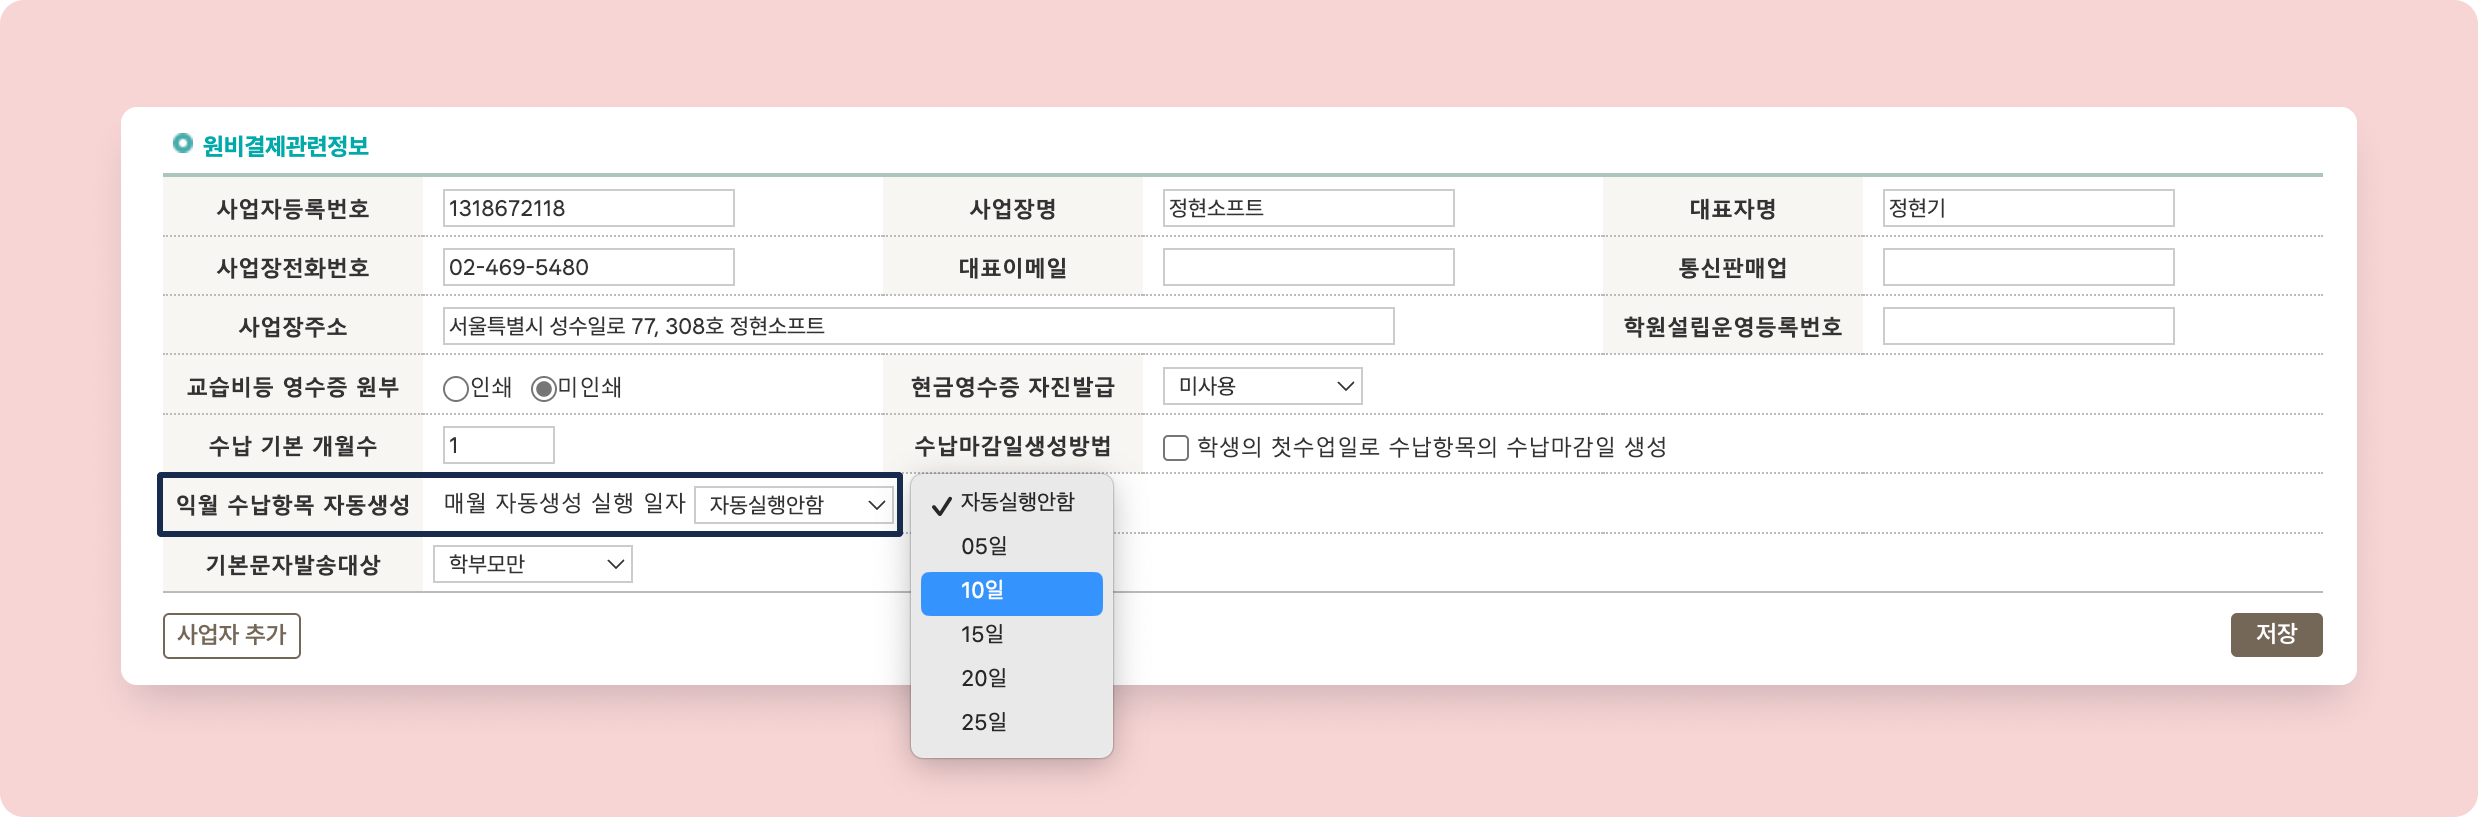 원비결제관련정보
사업자등록번호 1318672118 사업장명 정현소프트 대표자명 정현기
사업장전화번호 02-469-5480 대표이메일 통신판매업
사업장주소 서울특별시 성수일로 77, 308호 정현소프트 학원설립운영등록번호
교습비등 영수증 원부 인쇄 미인쇄 현금영수증 자진발급 미사용
수납 기본 개월수 1 수납마감일생성방법 학생의 첫수업일로 수납항목의 수납마감일 생성
익월 수납항목 자동생성 매월 자동생성 실행 일자 자동실행안함
자동실행안함
05일
10일
15일
20일
25일
기본문자발송대상 학부모만
사업자 추가 저장